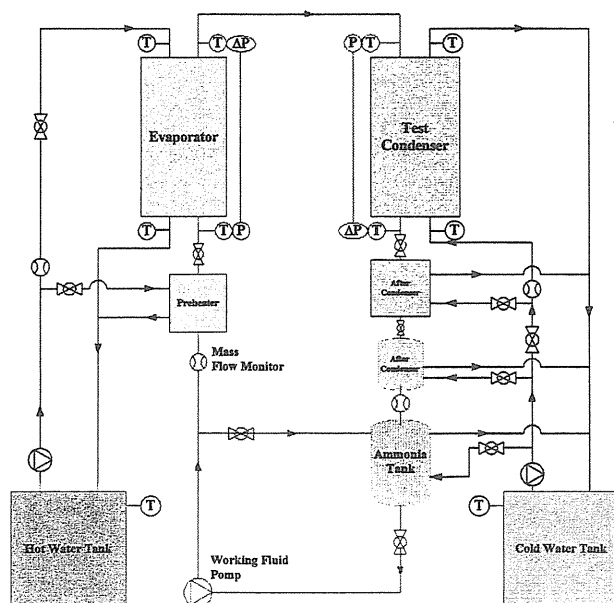 T
T ΔP
P T
T
Evaporator
Test
Condenser
T
T P
ΔP T
T
Preheater
After
Condenser
Mass
Flow Monitor
After
Condenser
Ammonia
Tank
T
T
Hot Water Tank
Cold Water Tank
Working Fluid
Pump